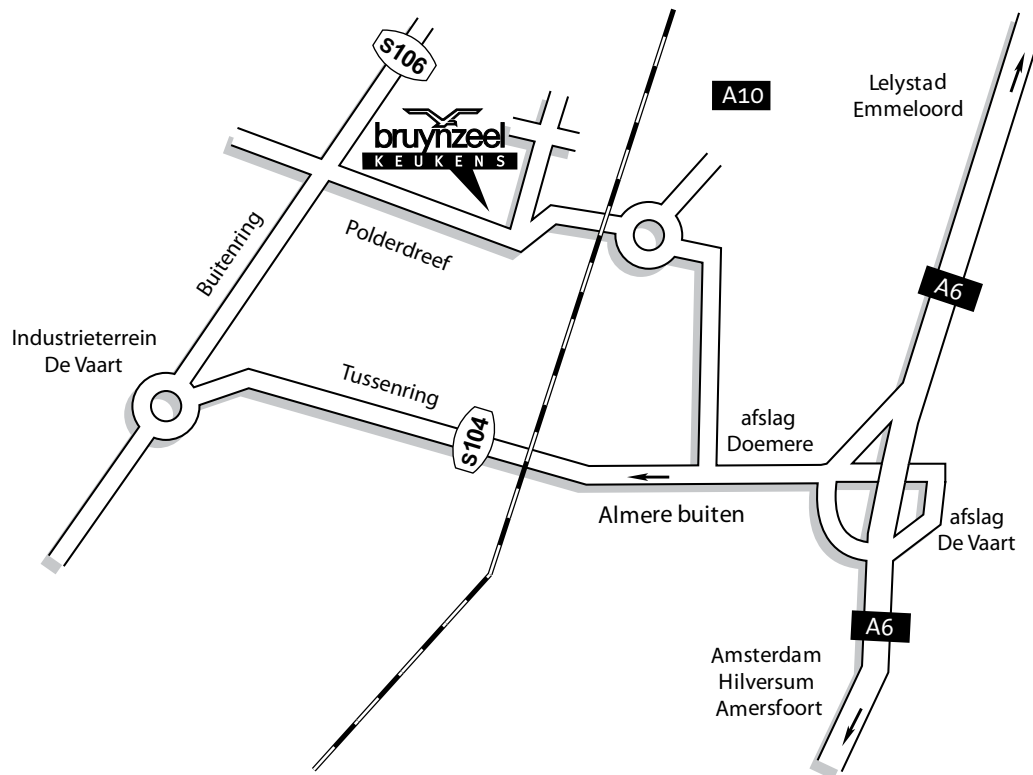 S106
A10
Lelystad
Emmeloord
bruynzeel
KEUKENS
Buitenring
Polderdreef
A6
Industrieterrein
De Vaart
Tussenring
S104
afslag
Doemere
Almere buiten
afslag
De Vaart
A6
Amsterdam
Hilversum
Amersfoort